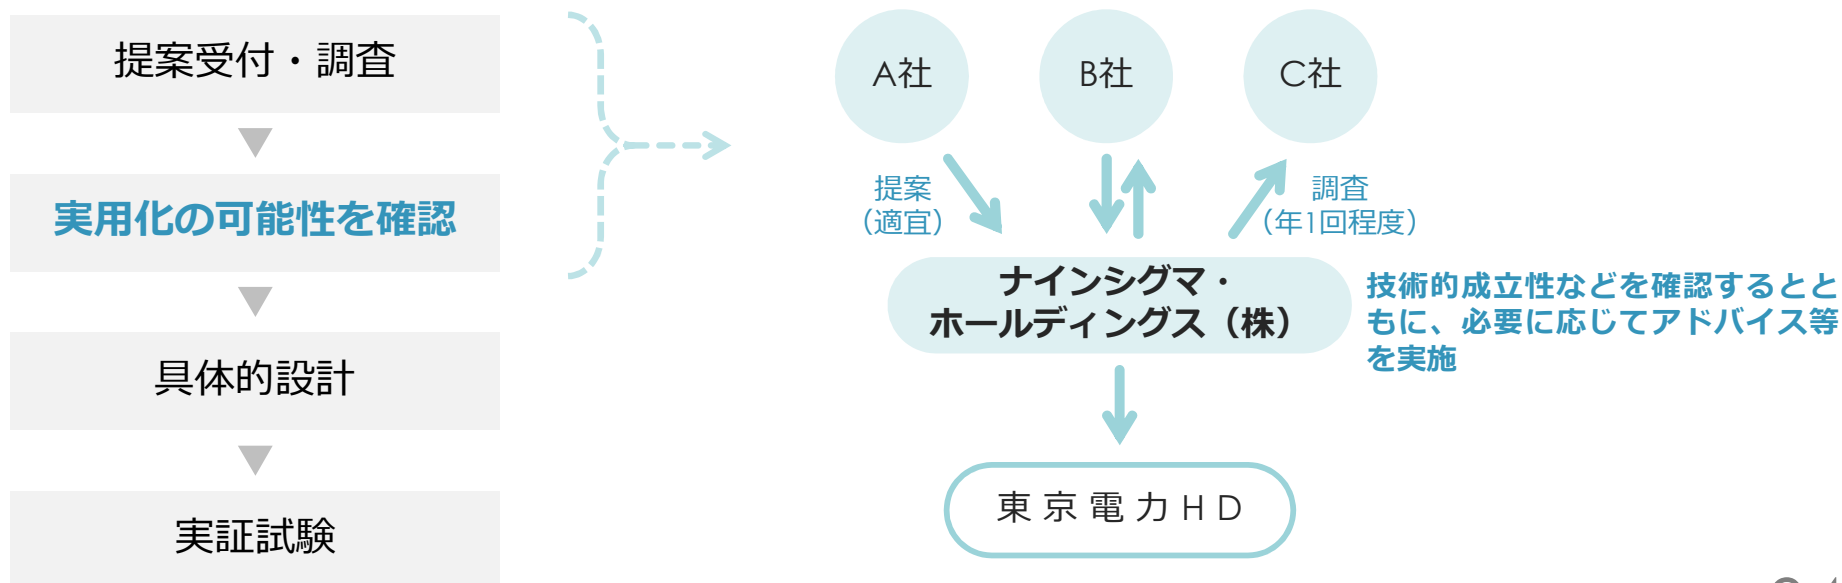 提案受付・調査
実用化の可能性を確認
具体的設計
実証試験
A社
B社
C社
提案
（適宜）
調査
（年1回程度）
ナインシグマ・
ホールディングス（株）
技術的成立性などを確認するとと
もに、必要に応じてアドバイス等
を実施
東京電力HD